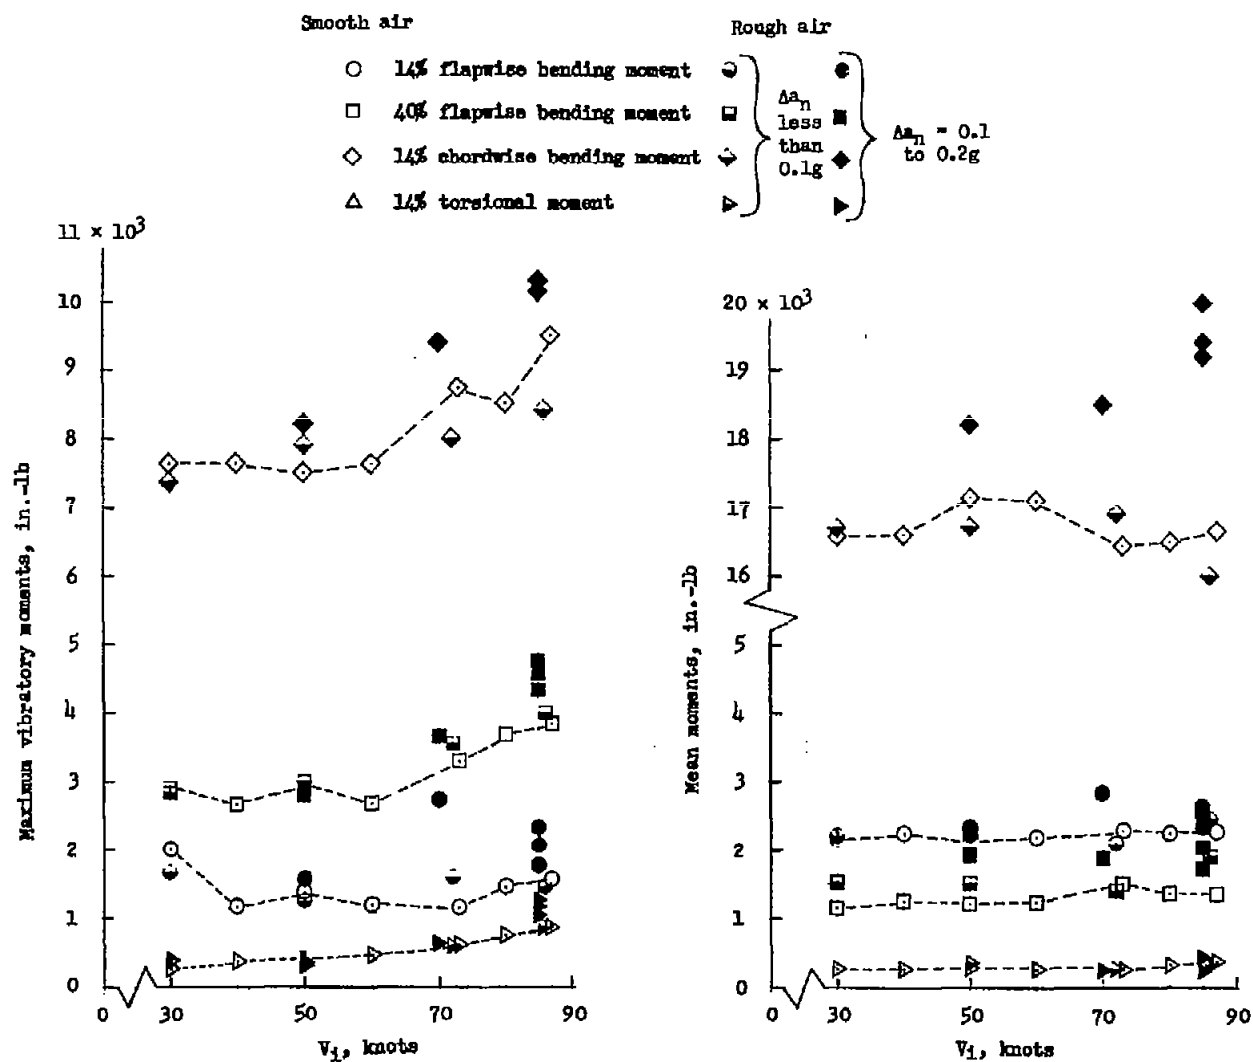 Smooth air Rough air
14% flapwise bending moment
40% flapwise bending moment
14% chordwise bending moment
14% torsional moment
Δaₙ
less
than
0.1g
Δaₙ = 0.1
to 0.2g
11 × 10³
10
9
8
7
6
5
4
3
2
1
0
Maximum vibratory moments, in.-lb
0 30 50 70 90
V₁, knots
20 × 10³
19
18
17
16
5
4
3
2
1
0
Mean moments, in.-lb
0 30 50 70 90
V₁, knots